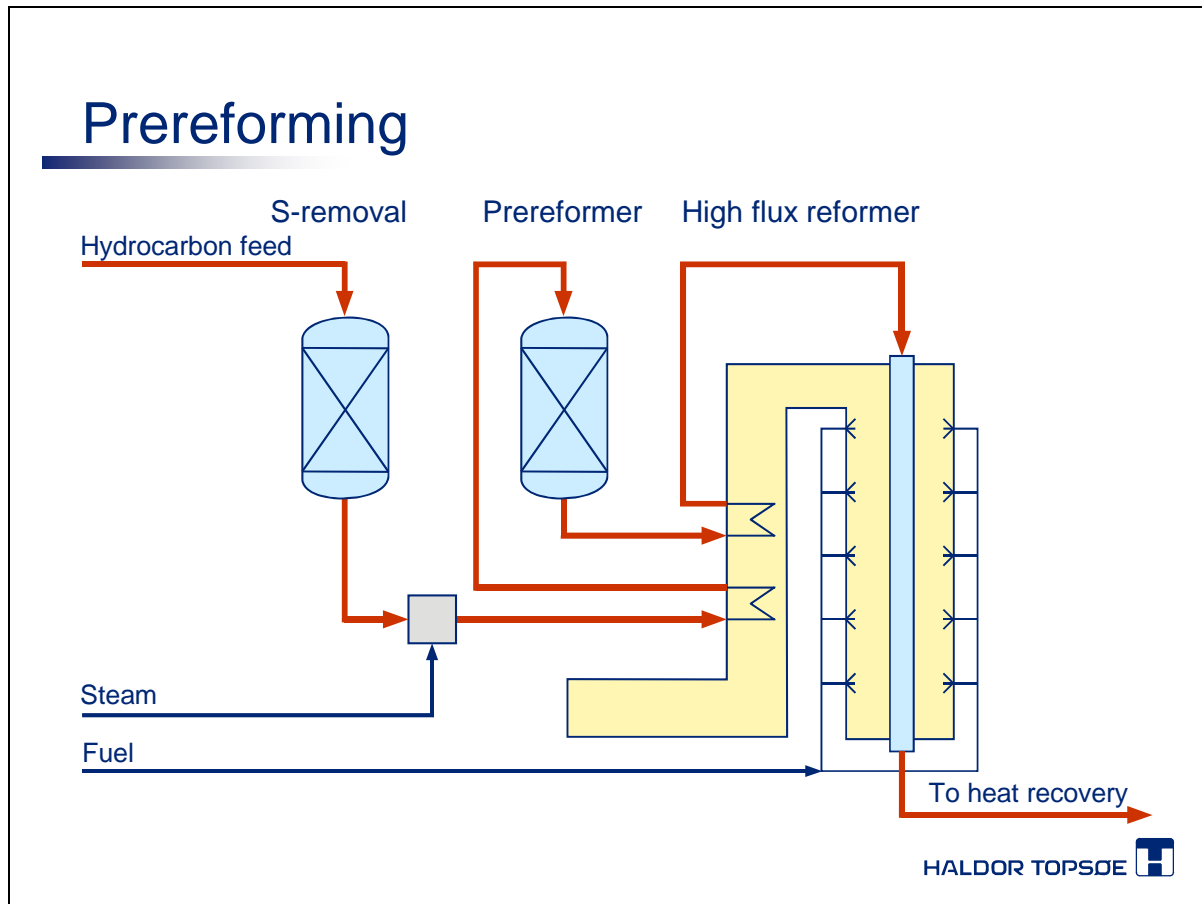 Prereforming
S-removal
Prereformer
High flux reformer
Hydrocarbon feed
Steam
Fuel
To heat recovery
HALDOR TOPSØE